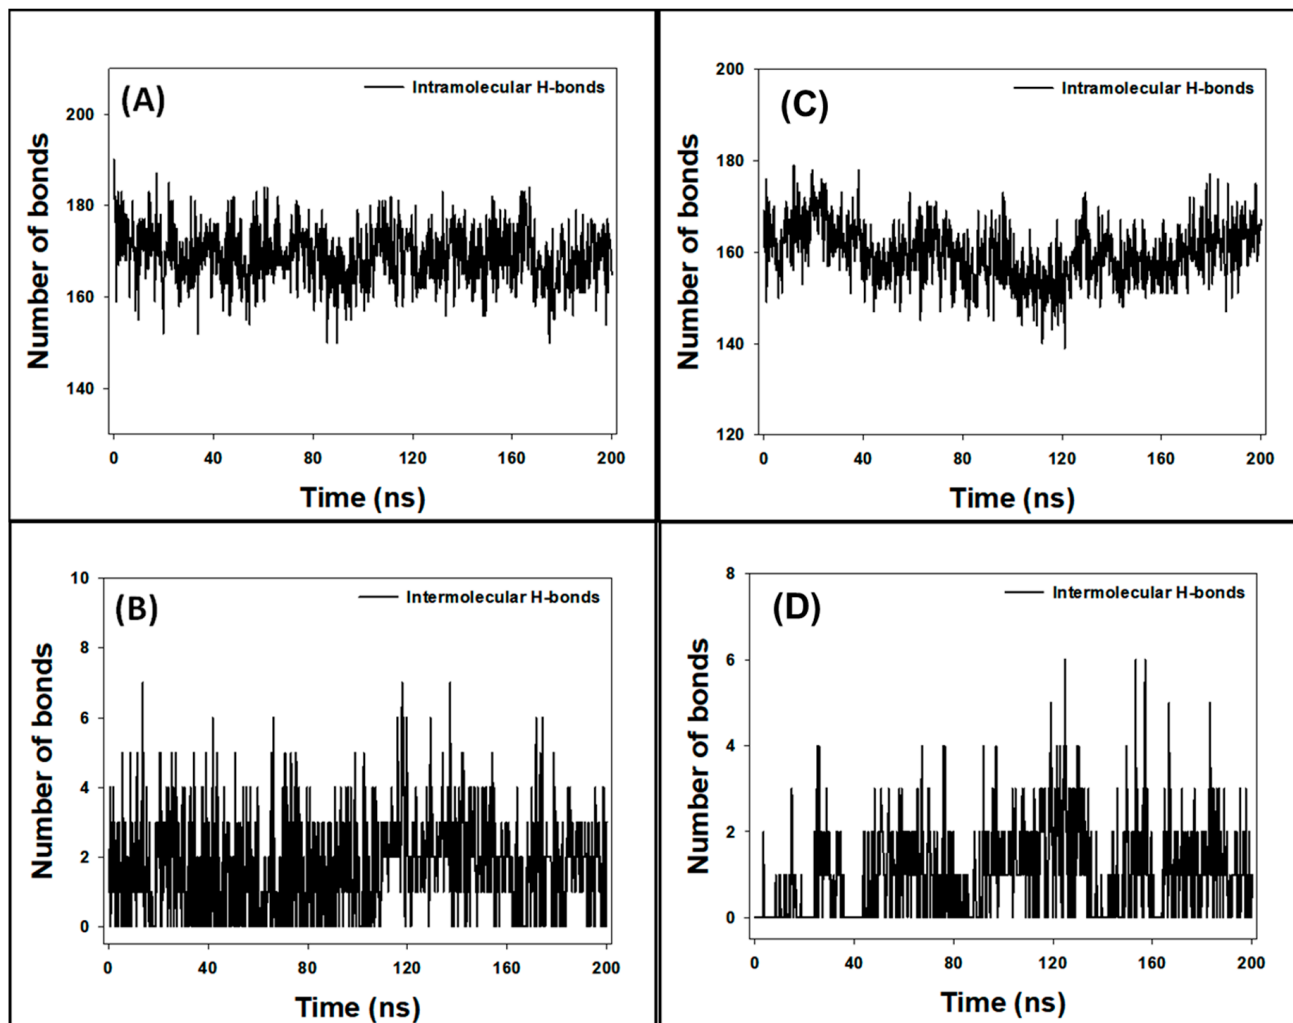 (A)
Intramolecular H-bonds
Number of bonds
200
180
160
140
0 40 80 120 160 200
Time (ns)
(C)
Intramolecular H-bonds
Number of bonds
200
180
160
140
120
0 40 80 120 160 200
Time (ns)
(B)
Intermolecular H-bonds
Number of bonds
10
8
6
4
2
0
0 40 80 120 160 200
Time (ns)
(D)
Intermolecular H-bonds
Number of bonds
8
6
4
2
0
0 40 80 120 160 200
Time (ns)